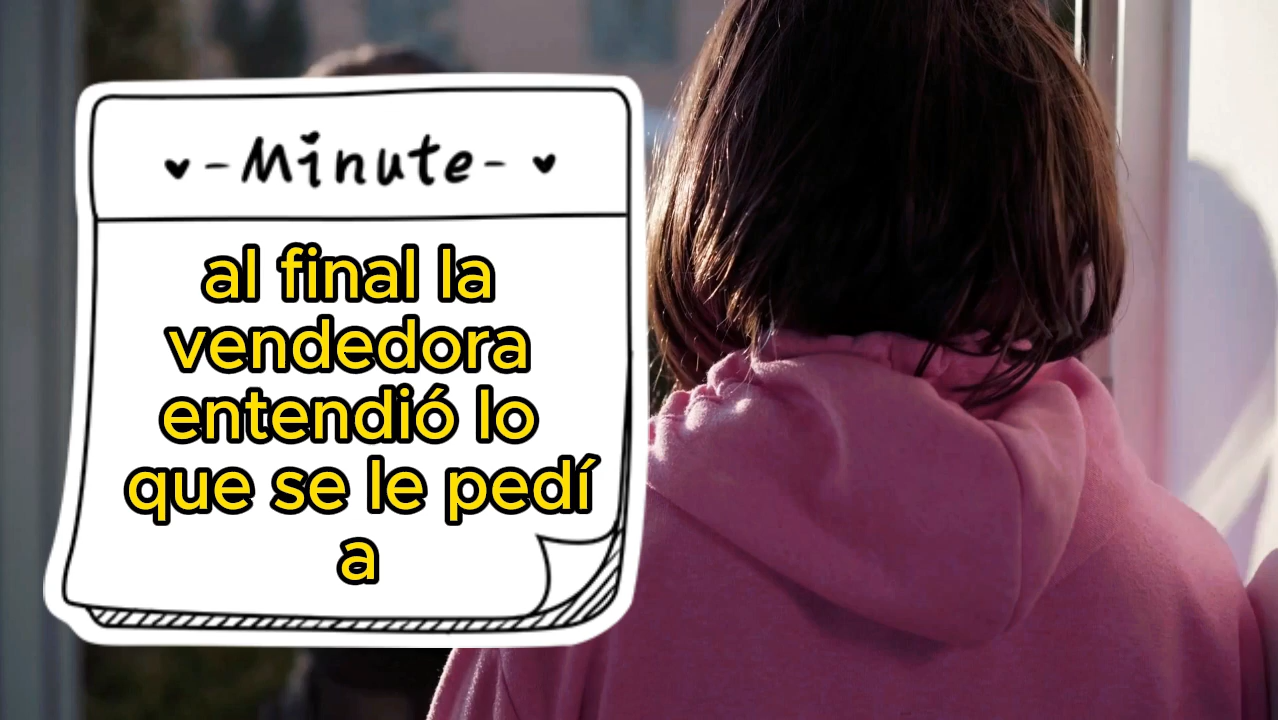 -Minute-
al final la
vendedora
entendió lo
que se le pedí
a